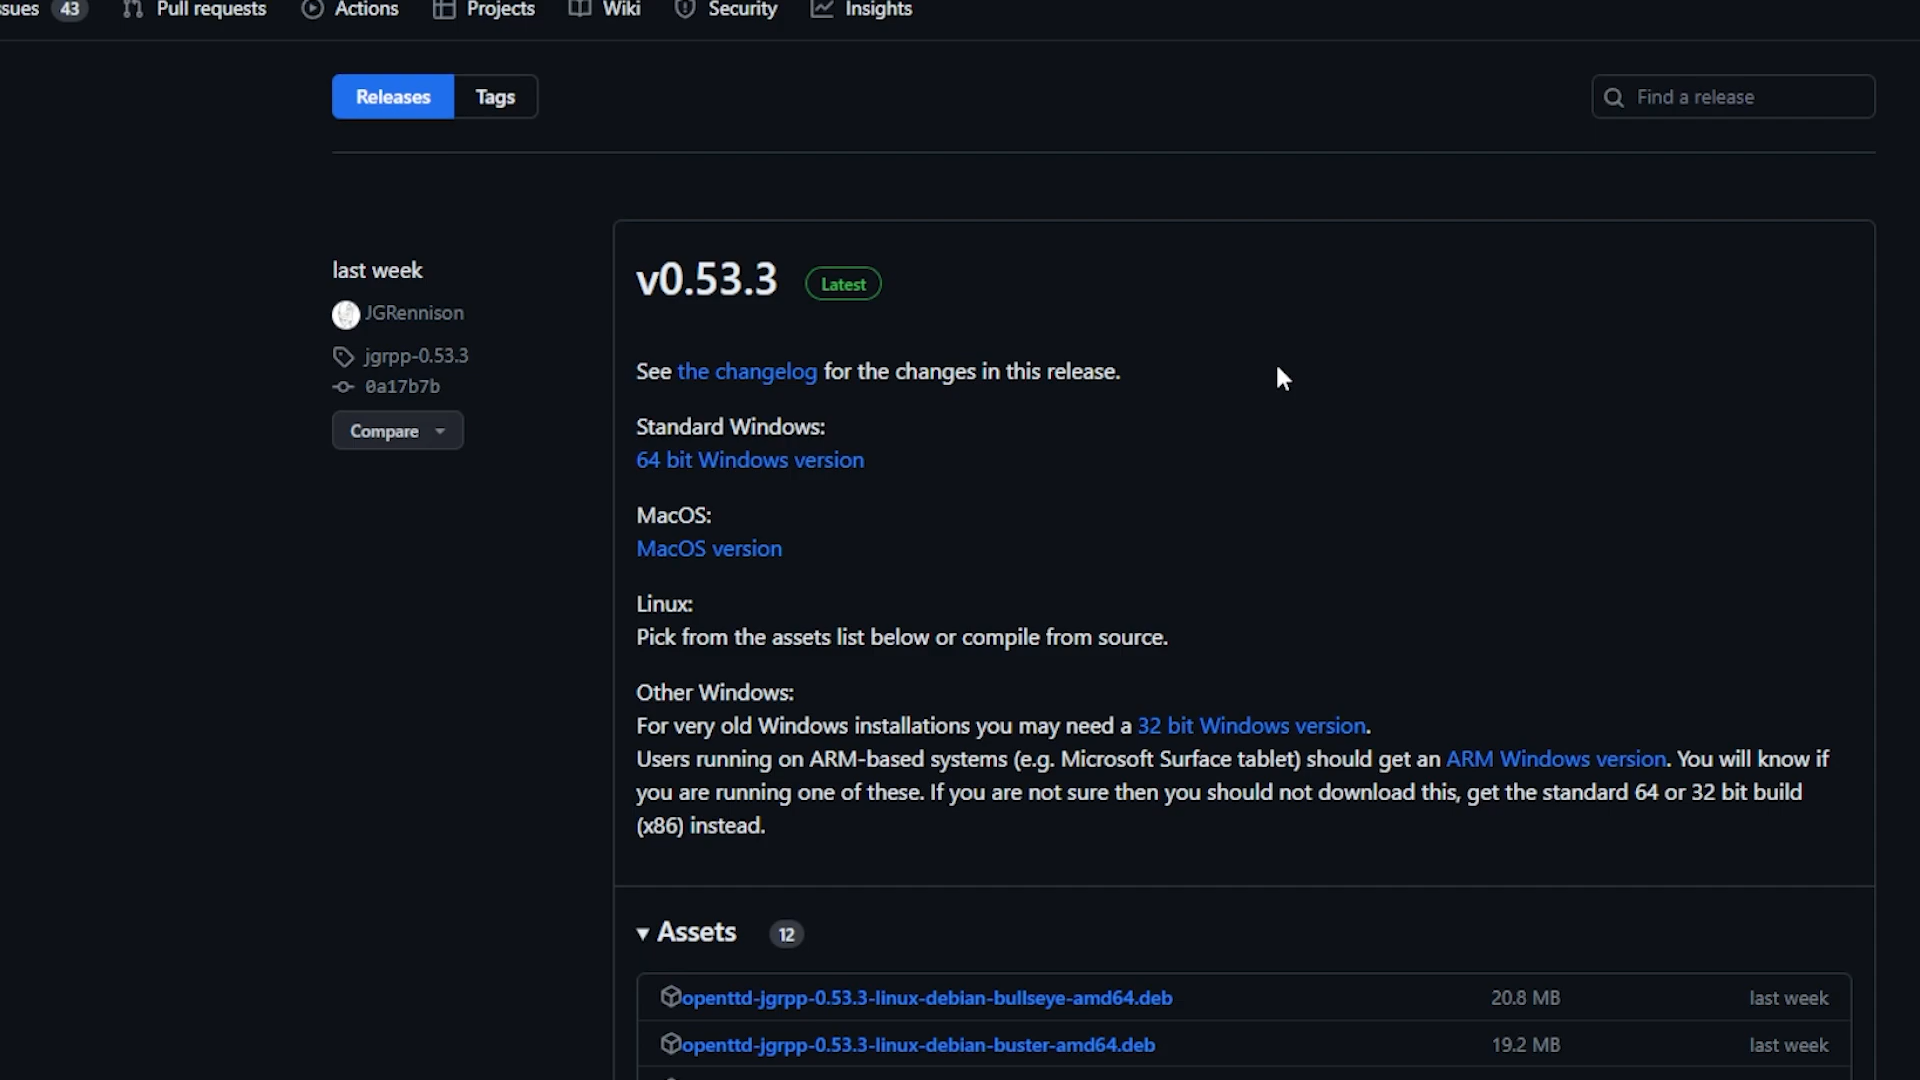 43 Pull requests Actions Projects Wiki Security Insights
Releases Tags Find a release
last week
JGRennison
jgrpp-0.53.3
0a17b7b
Compare
v0.53.3 Latest
See the changelog for the changes in this release.
Standard Windows:
64 bit Windows version
MacOS:
MacOS version
Linux:
Pick from the assets list below or compile from source.
Other Windows:
For very old Windows installations you may need a 32 bit Windows version.
Users running on ARM-based systems (e.g. Microsoft Surface tablet) should get an ARM Windows version. You will know if
you are running one of these. If you are not sure then you should not download this, get the standard 64 or 32 bit build
(x86) instead.
Assets 12
openttd-jgrpp-0.53.3-linux-debian-bullseye-amd64.deb 20.8 MB last week
openttd-jgrpp-0.53.3-linux-debian-buster-amd64.deb 19.2 MB last week